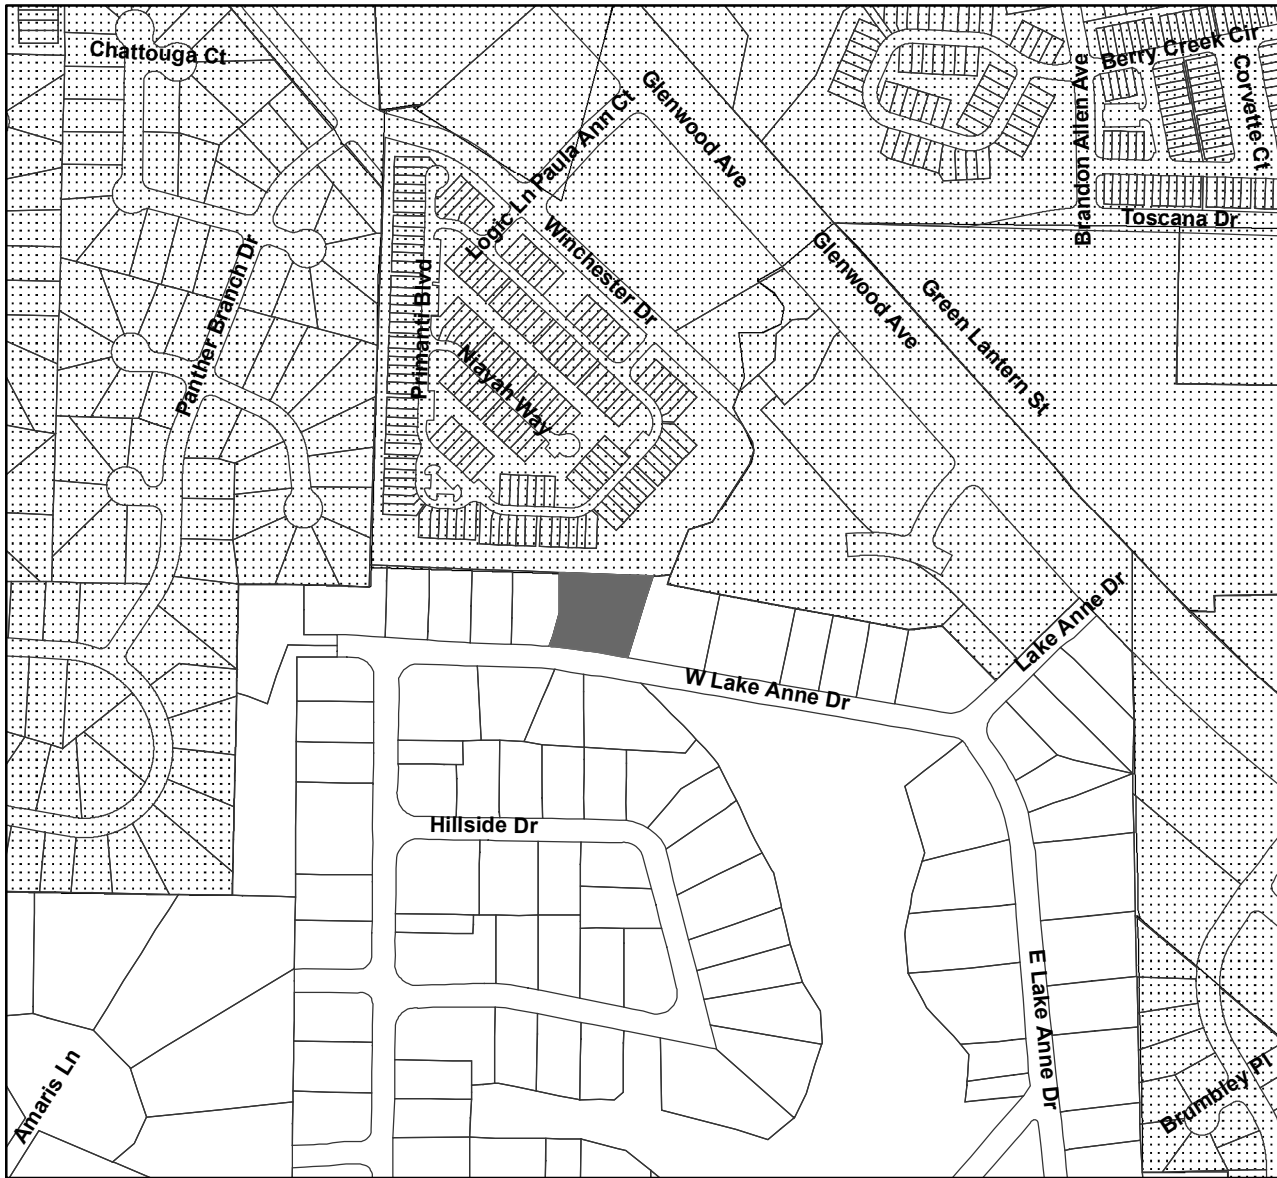 Chattouga Ct
Berry Creek Cir
Corvette Ct
Brandon Allen Ave
Toscana Dr
Glenwood Ave
Paula Ann Ct
Logic Ln
Winchester Dr
Panther Branch Dr
Primanti Blvd
Niayah Way
Glenwood Ave
Green Lantern St
Lake Anne Dr
W Lake Anne Dr
Hillside Dr
E Lake Anne Dr
Amaris Ln
Brumbley Pl